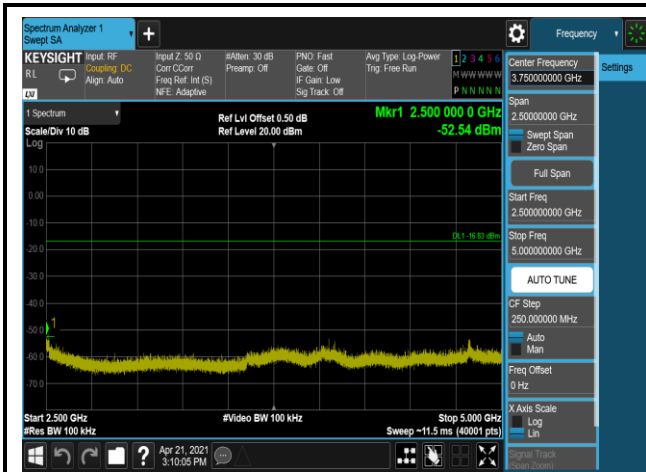 Spectrum Analyzer 1
Swept SA
Frequency
KEYSIGHT
RL
LXI
Input: RF
Coupling: DC
Align: Auto
Input Z: 50 Ω
Corr CCorr
Freq Ref: Int (S)
NFE: Adaptive
#Atten: 30 dB
Preamp: Off
PNO: Fast
Gate: Off
IF Gain: Low
Sig Track: Off
Avg Type: Log-Power
Trig: Free Run
1 2 3 4 5 6
M W W W W W
P N N N N N
1 Spectrum
Scale/Div 10 dB
Log
Ref Lvl Offset 0.50 dB
Ref Level 20.00 dBm
Mkr1 2.500 000 0 GHz
-52.54 dBm
10.0
0.00
-10.0
-20.0
-30.0
-40.0
-50.0
-60.0
-70.0
DL1 -16.83 dBm
1
Start 2.500 GHz
#Res BW 100 kHz
#Video BW 100 kHz
Stop 5.000 GHz
Sweep ~11.5 ms (40001 pts)
Apr 21, 2021
3:10:05 PM
Center Frequency
3.750000000 GHz
Span
2.50000000 GHz
Swept Span
Zero Span
Full Span
Start Freq
2.500000000 GHz
Stop Freq
5.000000000 GHz
AUTO TUNE
CF Step
250.000000 MHz
Auto
Man
Freq Offset
0 Hz
X Axis Scale
Log
Lin
Signal Track
(Span Zoom)
Settings